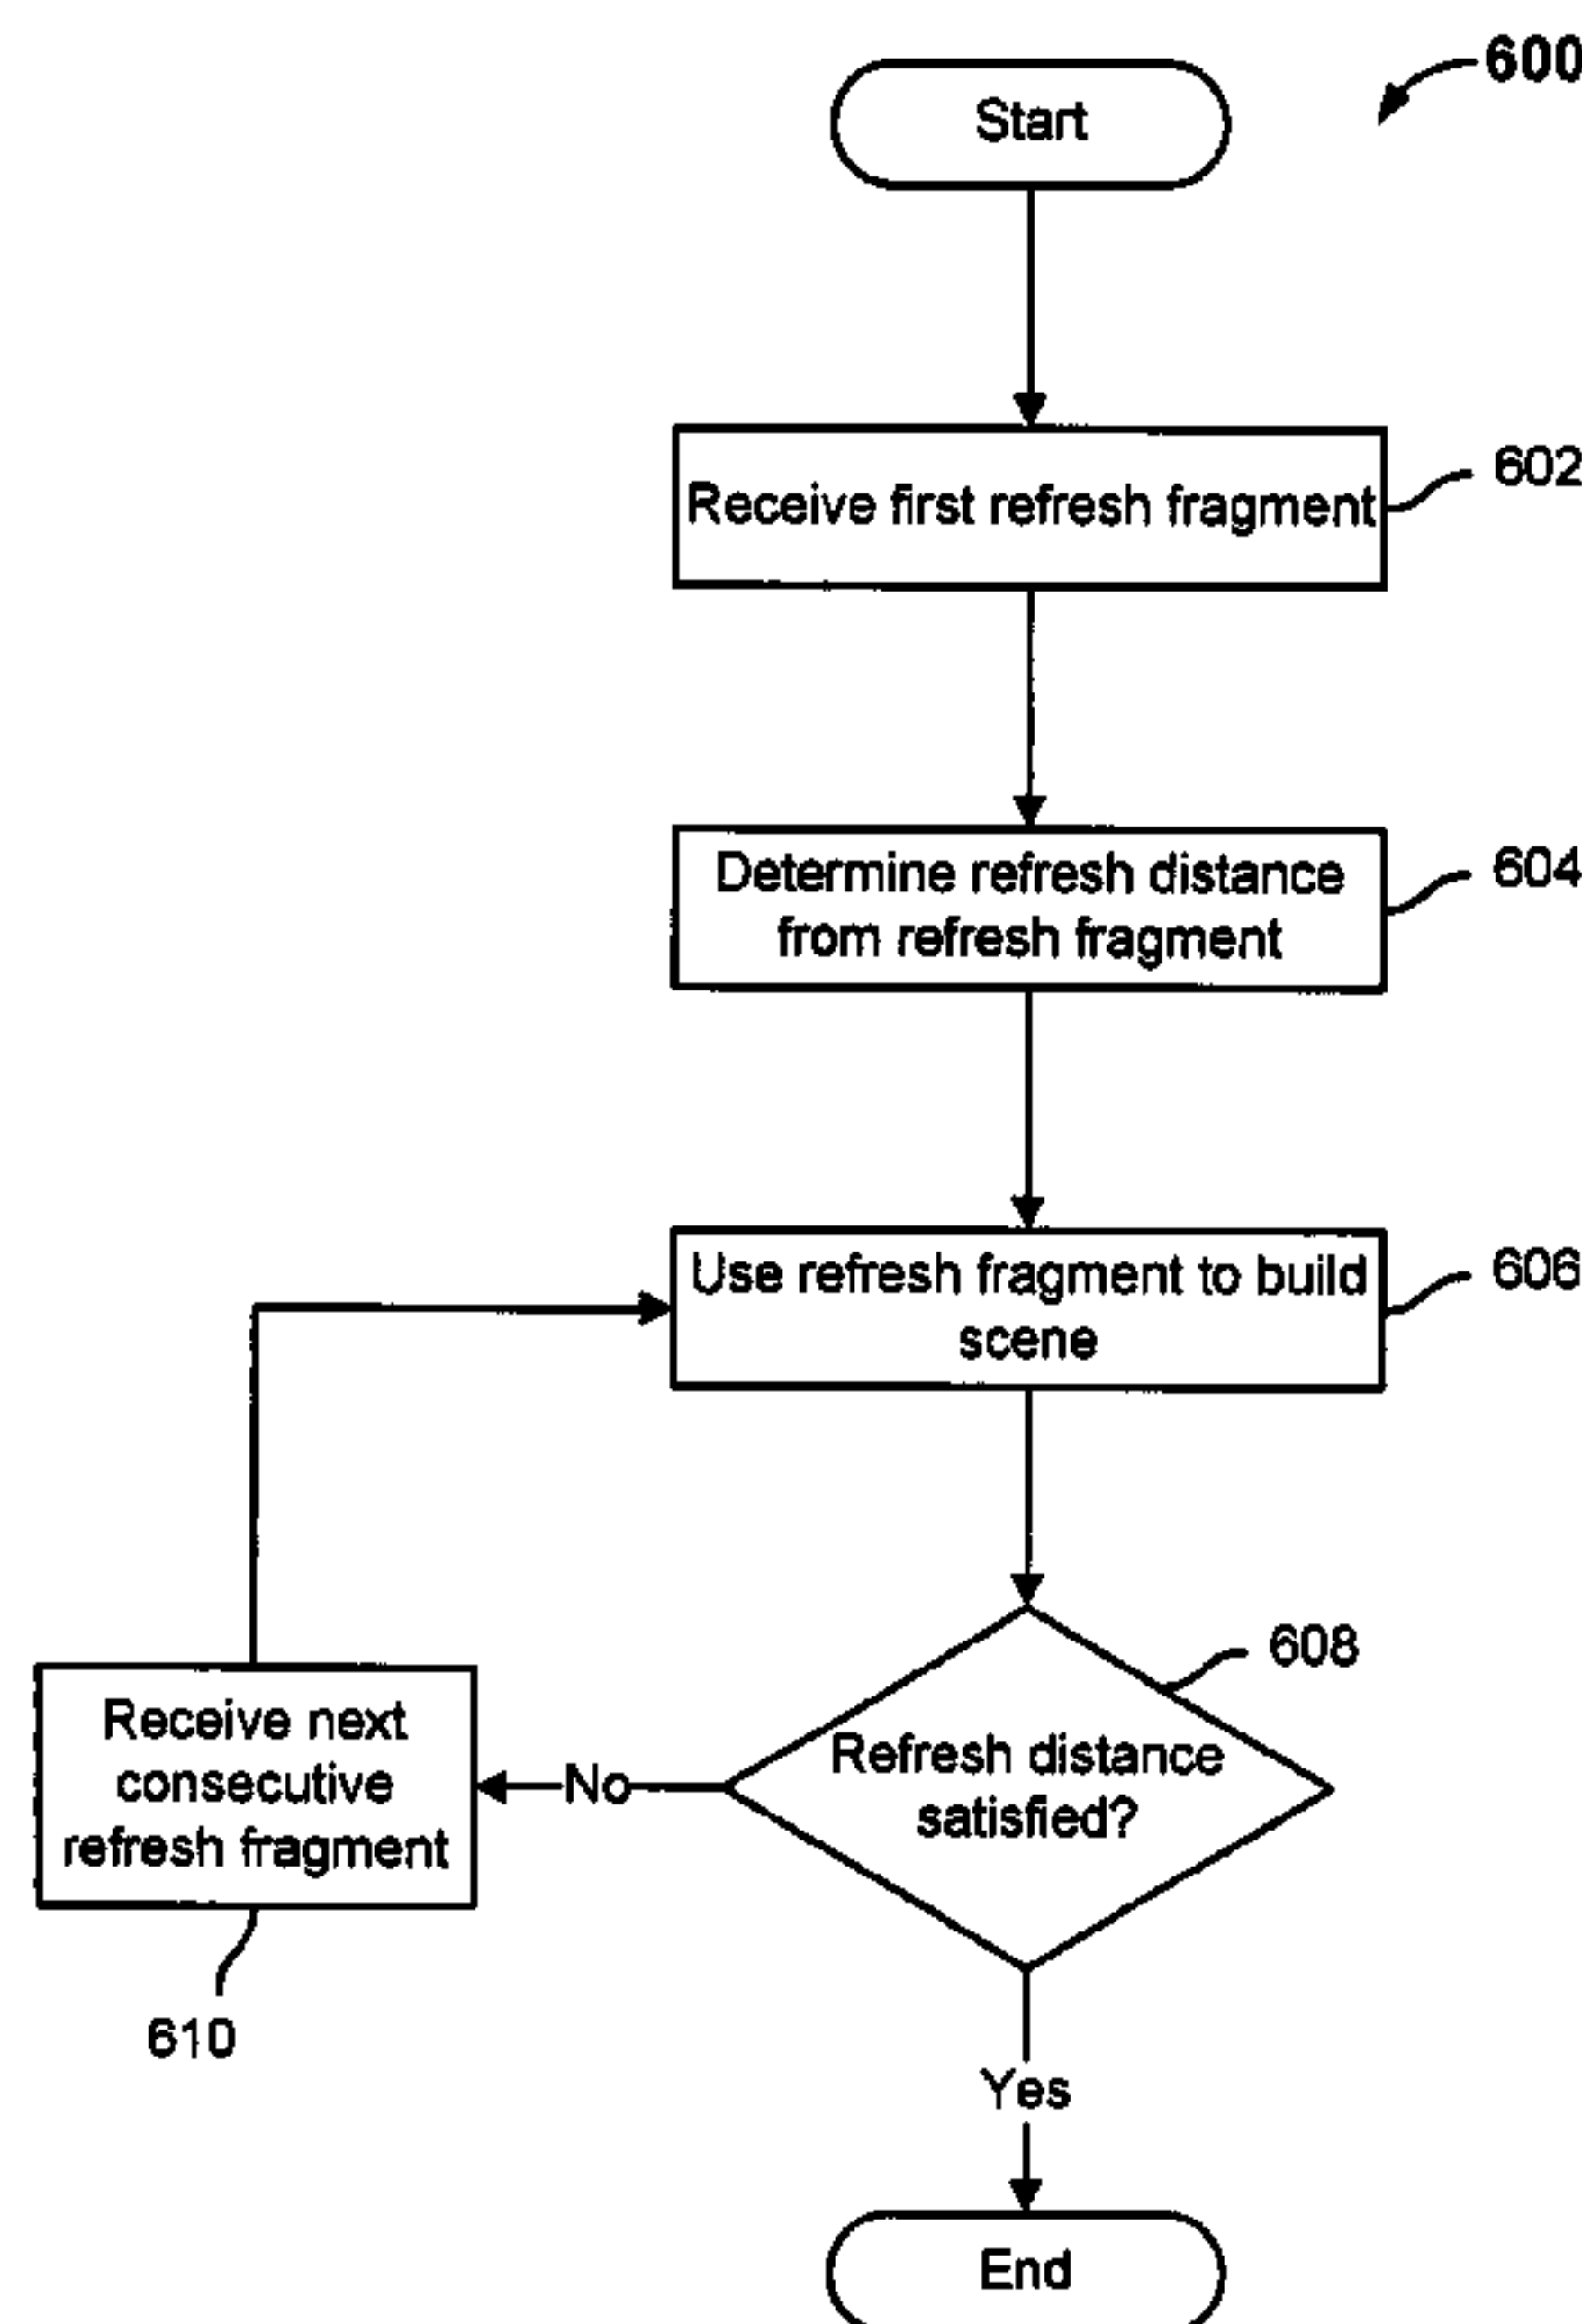 600
Start
Receive first refresh fragment
602
Determine refresh distance
from refresh fragment
604
Use refresh fragment to build
scene
606
Refresh distance
satisfied?
608
No
Receive next
consecutive
refresh fragment
610
Yes
End